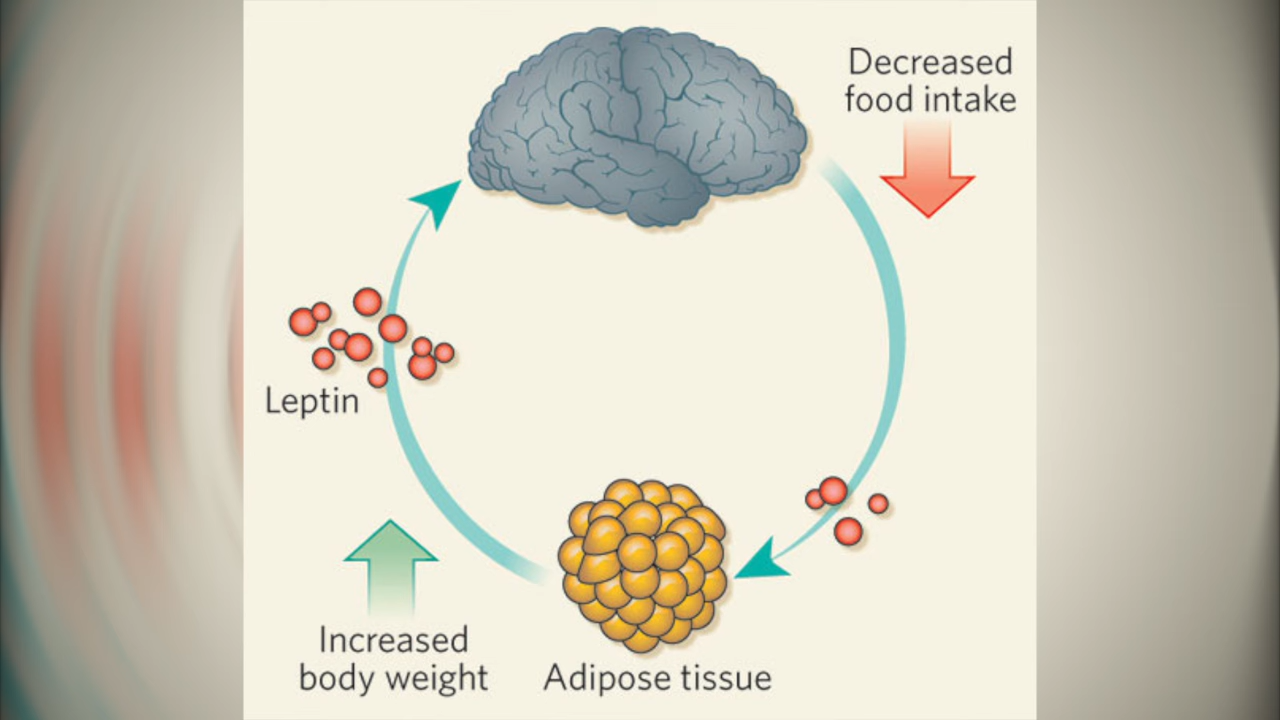 Decreased
food intake
Leptin
Increased
body weight
Adipose tissue